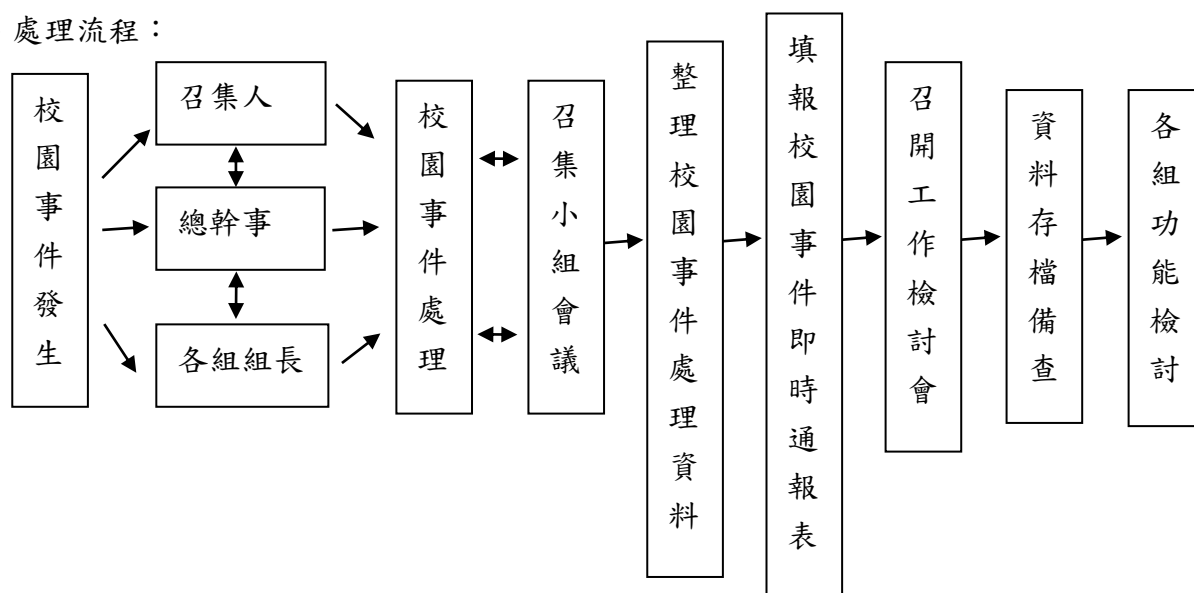 處理流程：
校園事件發生
召集人
總幹事
各組組長
校園事件處理
召集小組會議
整理校園事件處理資料
填報校園事件即時通報表
召開工作檢討會
資料存檔備查
各組功能檢討